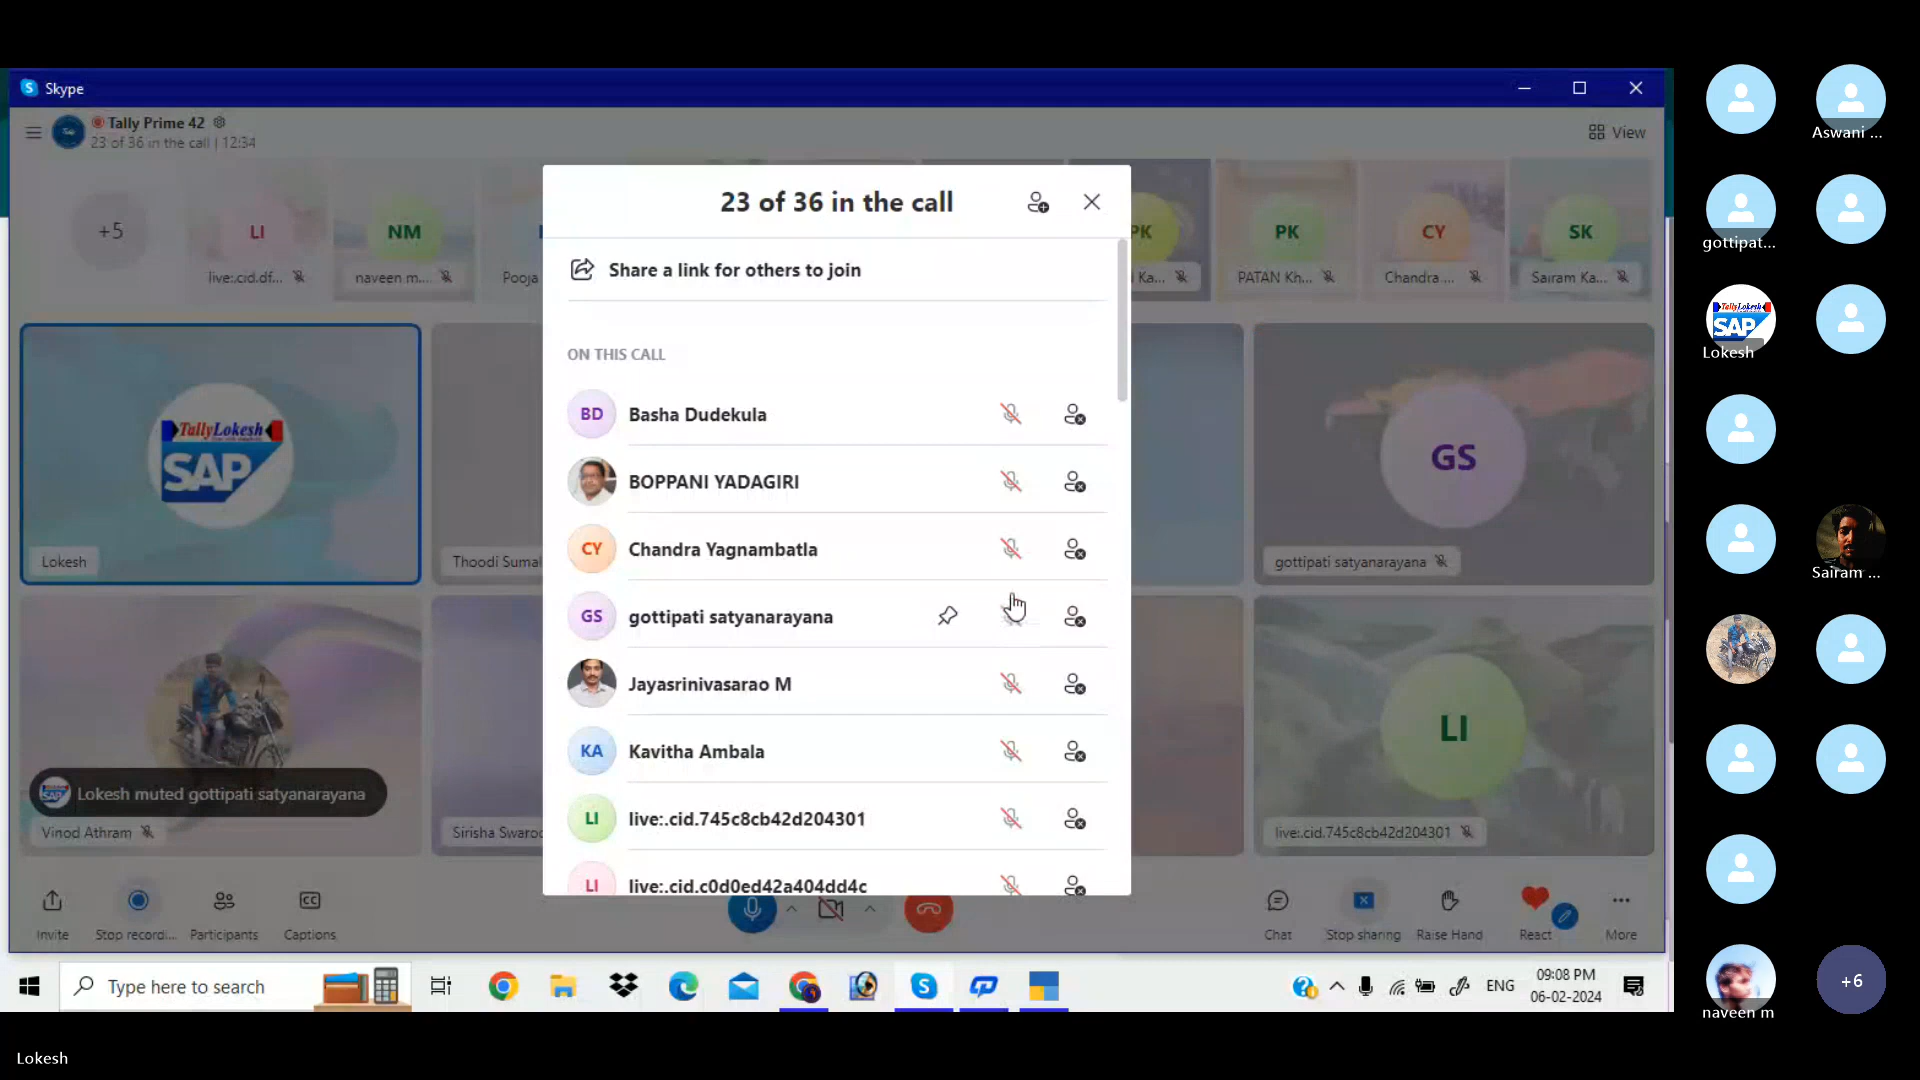 Skype
Tally Prime 42
23 of 36 in the call | 12:34
View
+5
LI
live:.cid.df...
NM
naveen m...
Pooja
PK
Ka...
PK
PATAN Kh...
CY
Chandra ...
SK
Sairam Ka...
23 of 36 in the call
Share a link for others to join
ON THIS CALL
BD Basha Dudekula
BOPPANI YADAGIRI
CY Chandra Yagnambatla
GS gottipati satyanarayana
Jayasrinivasarao M
KA Kavitha Ambala
LI live:.cid.745c8cb42d204301
LI live:.cid.c0d0ed42a404dd4c
TallyLokesh
SAP
Lokesh
Thoodi Sumal
GS
gottipati satyanarayana
Lokesh muted gottipati satyanarayana
Vinod Athram
Sirisha Swaro
LI
live:.cid.745c8cb42d204301
Invite
Stop recordi...
Participants
CC
Captions
Chat
Stop sharing
Raise Hand
React
More
Type here to search
ENG
09:08 PM
06-02-2024
Aswani ...
gottipat...
TallyLokesh
SAP
Lokesh
Sairam ...
naveen m
+6
Lokesh